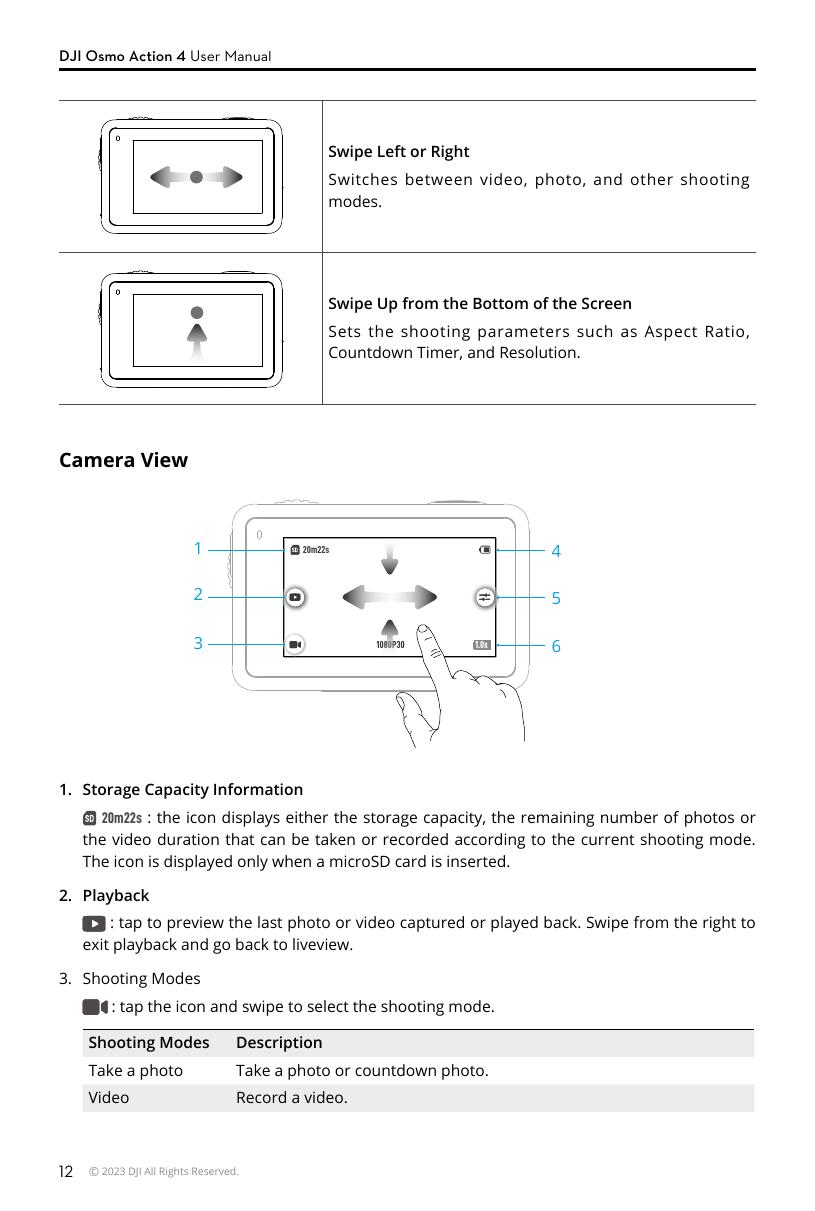 DJI Osmo Action 4 User Manual
Swipe Left or Right
Switches between video, photo, and other shooting
modes.
Swipe Up from the Bottom of the Screen
Sets the shooting parameters such as Aspect Ratio,
Countdown Timer, and Resolution.
Camera View
1
SD 20m22s
4
2
5
3
1080P30
1.0x
6
1. Storage Capacity Information
SD 20m22s : the icon displays either the storage capacity, the remaining number of photos or
the video duration that can be taken or recorded according to the current shooting mode.
The icon is displayed only when a microSD card is inserted.
2. Playback
: tap to preview the last photo or video captured or played back. Swipe from the right to
exit playback and go back to liveview.
3. Shooting Modes
: tap the icon and swipe to select the shooting mode.
Shooting Modes Description
Take a photo Take a photo or countdown photo.
Video Record a video.
12 © 2023 DJI All Rights Reserved.